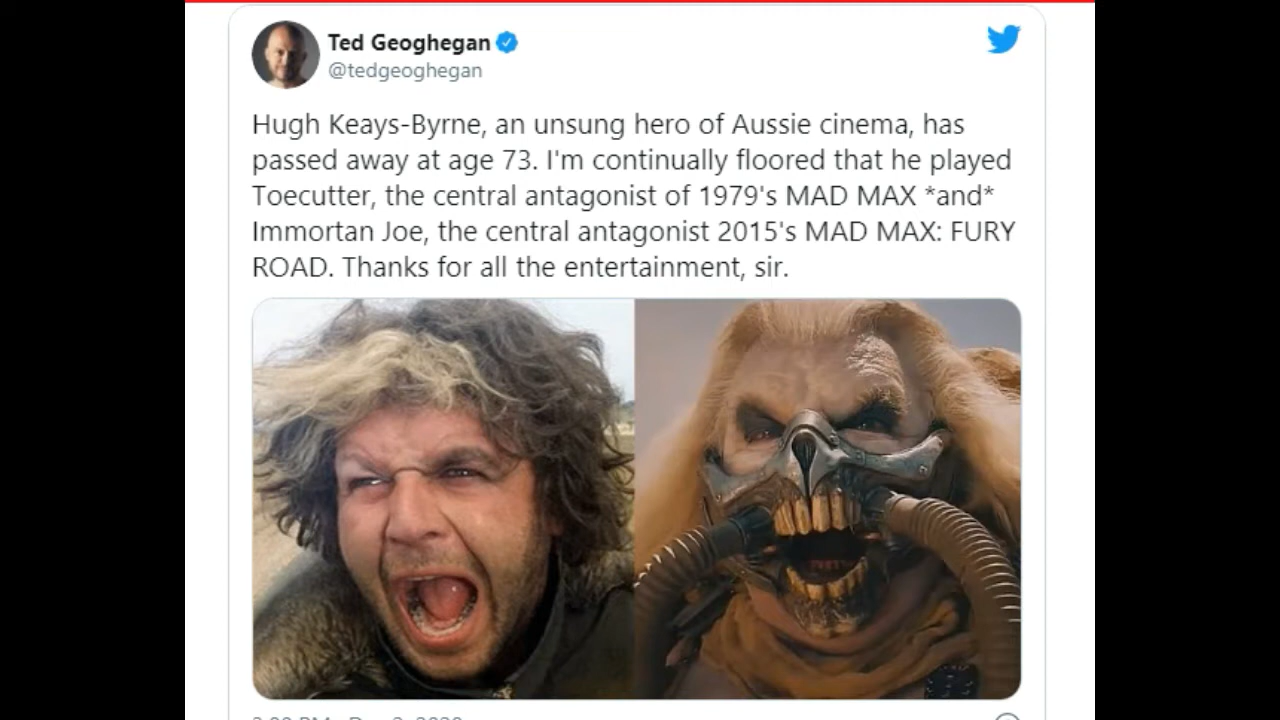 Ted Geoghegan
@tedgeoghegan
Hugh Keays-Byrne, an unsung hero of Aussie cinema, has
passed away at age 73. I'm continually floored that he played
Toecutter, the central antagonist of 1979's MAD MAX *and*
Immortan Joe, the central antagonist 2015's MAD MAX: FURY
ROAD. Thanks for all the entertainment, sir.